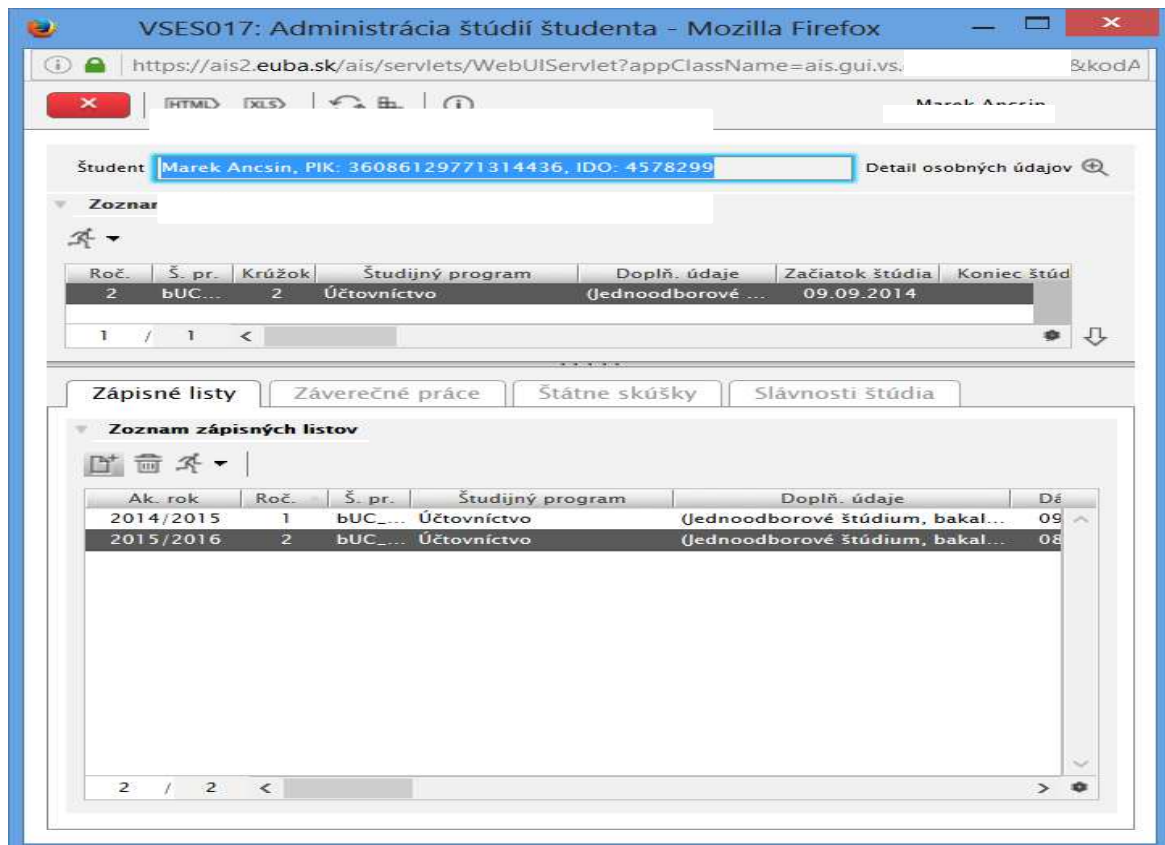 VSES017: Administrácia štúdií študenta - Mozilla Firefox
https://ais2.euba.sk/ais/servlets/WebUIServlet?appClassName=ais.gui.vs. &kodA
HTML XLS Marek Ancsin
Študent Marek Ancsin, PIK: 36086129771314436, IDO: 4578299 Detail osobných údajov
Zoznam
Roč. Š. pr. Krúžok Študijný program Doplň. údaje Začiatok štúdia Koniec štúd
2 bUC... 2 Účtovníctvo (Jednoodborové ... 09.09.2014
1 / 1
Zápisné listy Záverečné práce Štátne skúšky Slávnosti štúdia
Zoznam zápisných listov
Ak. rok Roč. Š. pr. Študijný program Doplň. údaje Dá
2014/2015 1 bUC_... Účtovníctvo (Jednoodborové štúdium, bakal... 09
2015/2016 2 bUC_... Účtovníctvo (Jednoodborové štúdium, bakal... 08
2 / 2